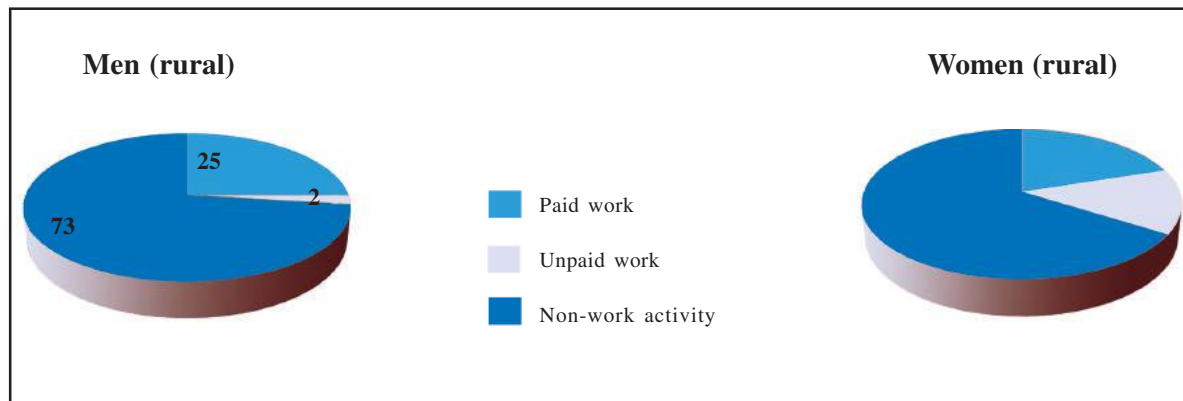 Men (rural)
Women (rural)
25
2
73
Paid work
Unpaid work
Non-work activity